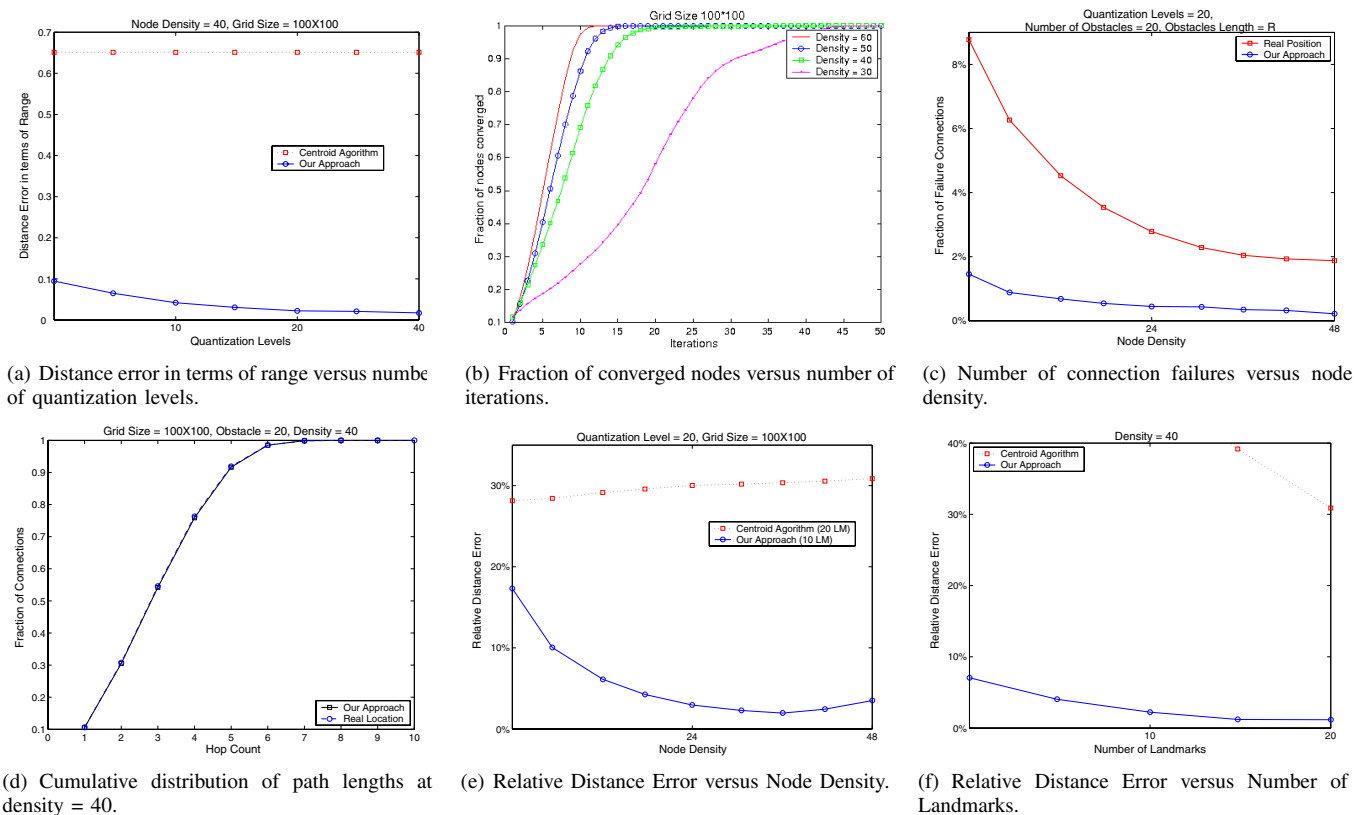 Node Density = 40, Grid Size = 100X100
0.7
0.6
0.5
0.4
0.3
0.2
0.1
0
Distance Error in terms of Range
Centroid Agorithm
Our Approach
10
20
40
Quantization Levels
(a) Distance error in terms of range versus numbe
of quantization levels.
Grid Size 100*100
1
0.9
0.8
0.7
0.6
0.5
0.4
0.3
0.2
0.1
Fraction of nodes converged
Density = 60
Density = 50
Density = 40
Density = 30
5
10
15
20
25
30
35
40
45
50
Iterations
(b) Fraction of converged nodes versus number of
iterations.
Quantization Levels = 20,
Number of Obstacles = 20, Obstacles Length = R
8%
6%
4%
2%
0%
Fraction of Failure Connections
Real Position
Our Approach
24
48
Node Density
(c) Number of connection failures versus node
density.
Grid Size = 100X100, Obstacle = 20, Density = 40
1
0.9
0.8
0.7
0.6
0.5
0.4
0.3
0.2
0.1
Fraction of Connections
Our Approach
Real Location
0
1
2
3
4
5
6
7
8
9
10
Hop Count
(d) Cumulative distribution of path lengths at
density = 40.
Quantization Level = 20, Grid Size = 100X100
30%
20%
10%
0%
Relative Distance Error
Centroid Agorithm (20 LM)
Our Approach (10 LM)
24
48
Node Density
(e) Relative Distance Error versus Node Density.
Density = 40
40%
30%
20%
10%
0%
Relative Distance Error
Centroid Agorithm
Our Approach
10
20
Number of Landmarks
(f) Relative Distance Error versus Number of
Landmarks.